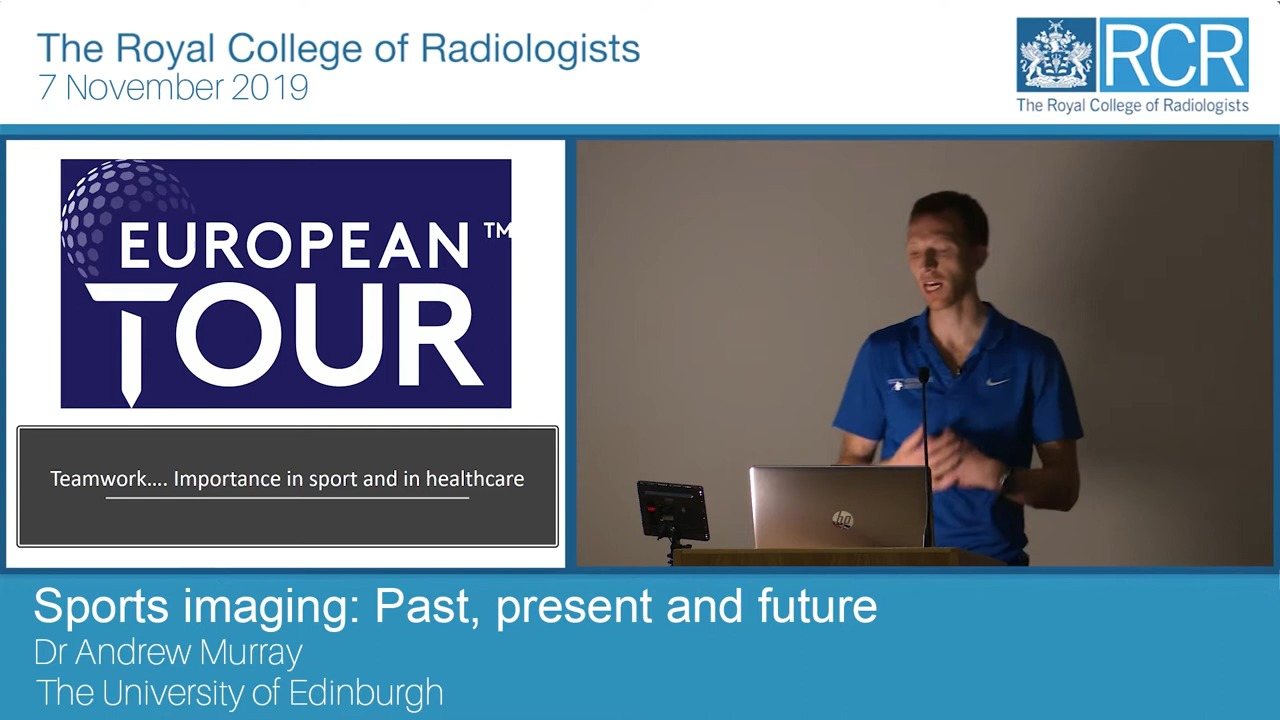 The Royal College of Radiologists
7 November 2019
RCR
The Royal College of Radiologists
EUROPEAN™
TOUR
Teamwork.... Importance in sport and in healthcare
hp
Sports imaging: Past, present and future
Dr Andrew Murray
The University of Edinburgh